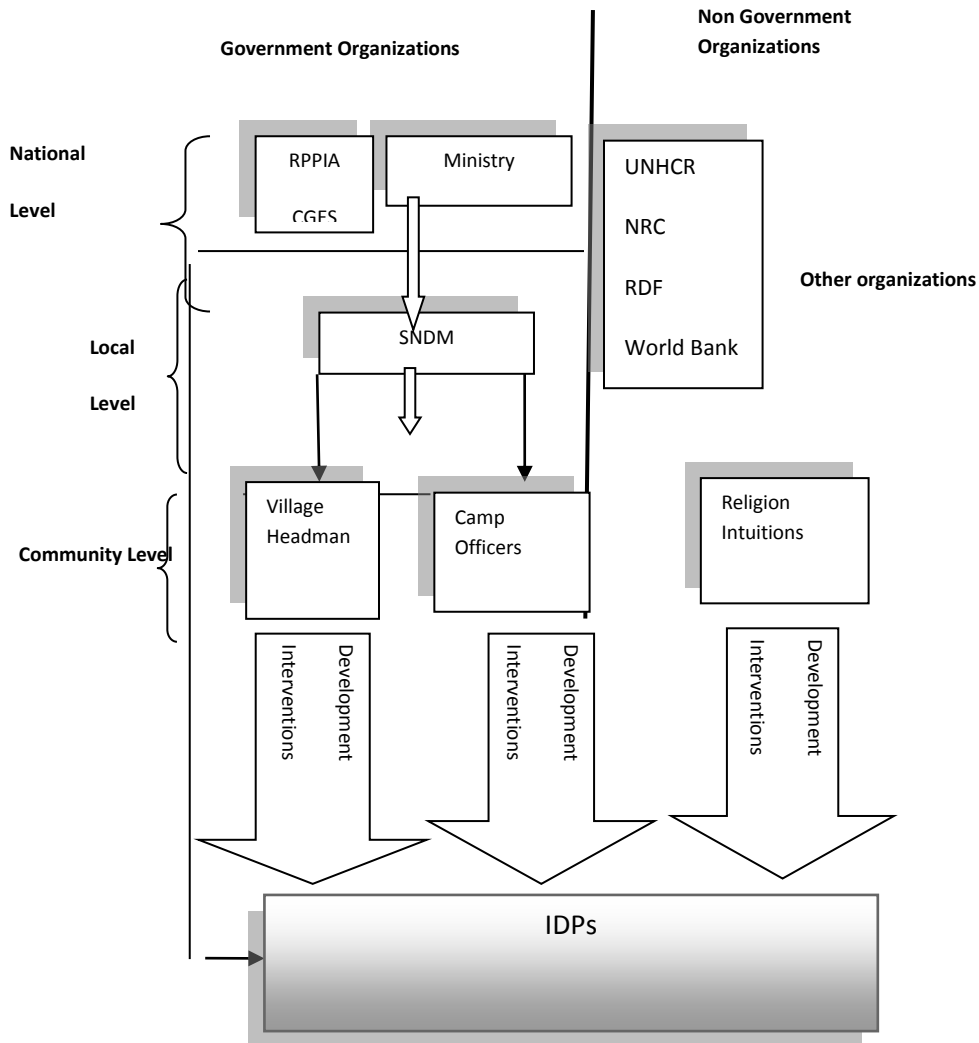 Non Government
Organizations
Government Organizations
National
Level
RPPIA
CGES
Ministry
UNHCR
NRC
RDF
World Bank
Other organizations
Local
Level
SNDM
Community Level
Village
Headman
Camp
Officers
Religion
Intuitions
Development
Interventions
Development
Interventions
Development
Interventions
IDPs